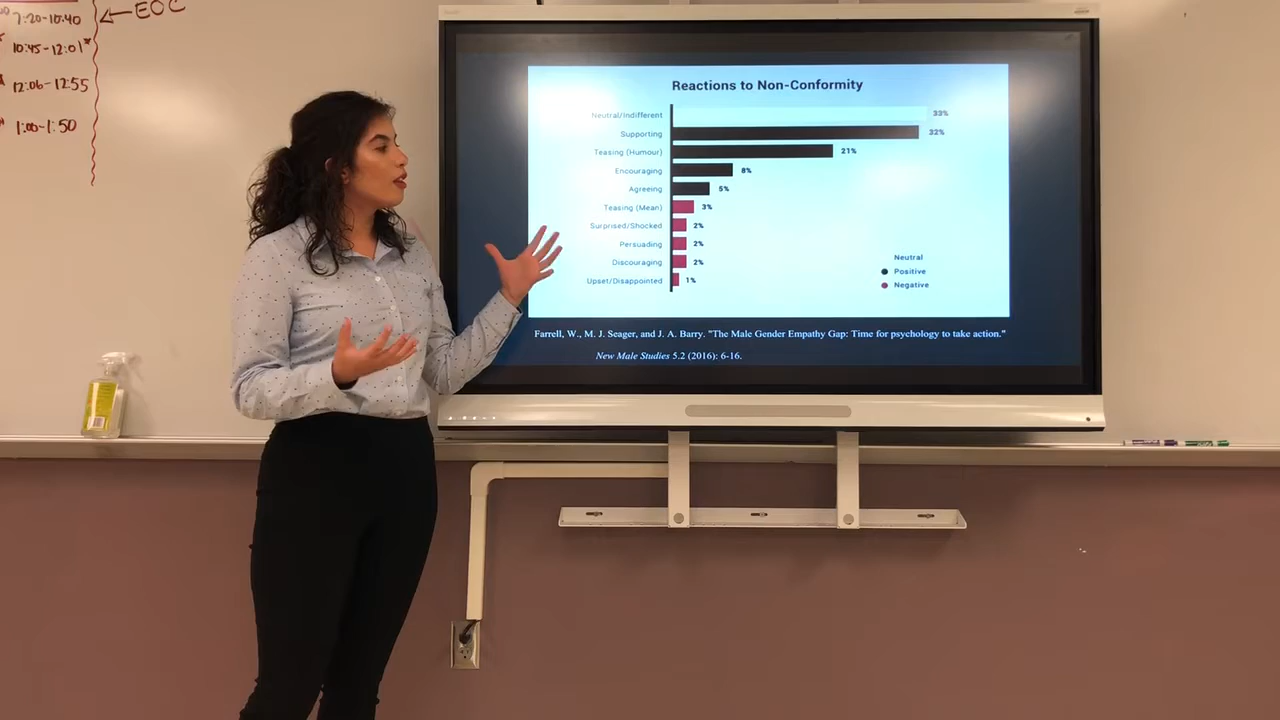 7:20-10:40
← EOC
10:45-12:01*
12:06-12:55
1:00-1:50
Reactions to Non-Conformity
Neutral/Indifferent 33%
Supporting 32%
Teasing (Humour) 21%
Encouraging 8%
Agreeing 5%
Teasing (Mean) 3%
Surprised/Shocked 2%
Persuading 2%
Discouraging 2%
Upset/Disappointed 1%
Neutral
Positive
Negative
Farrell, W., M. J. Seager, and J. A. Barry. "The Male Gender Empathy Gap: Time for psychology to take action."
New Male Studies 5.2 (2016): 6-16.